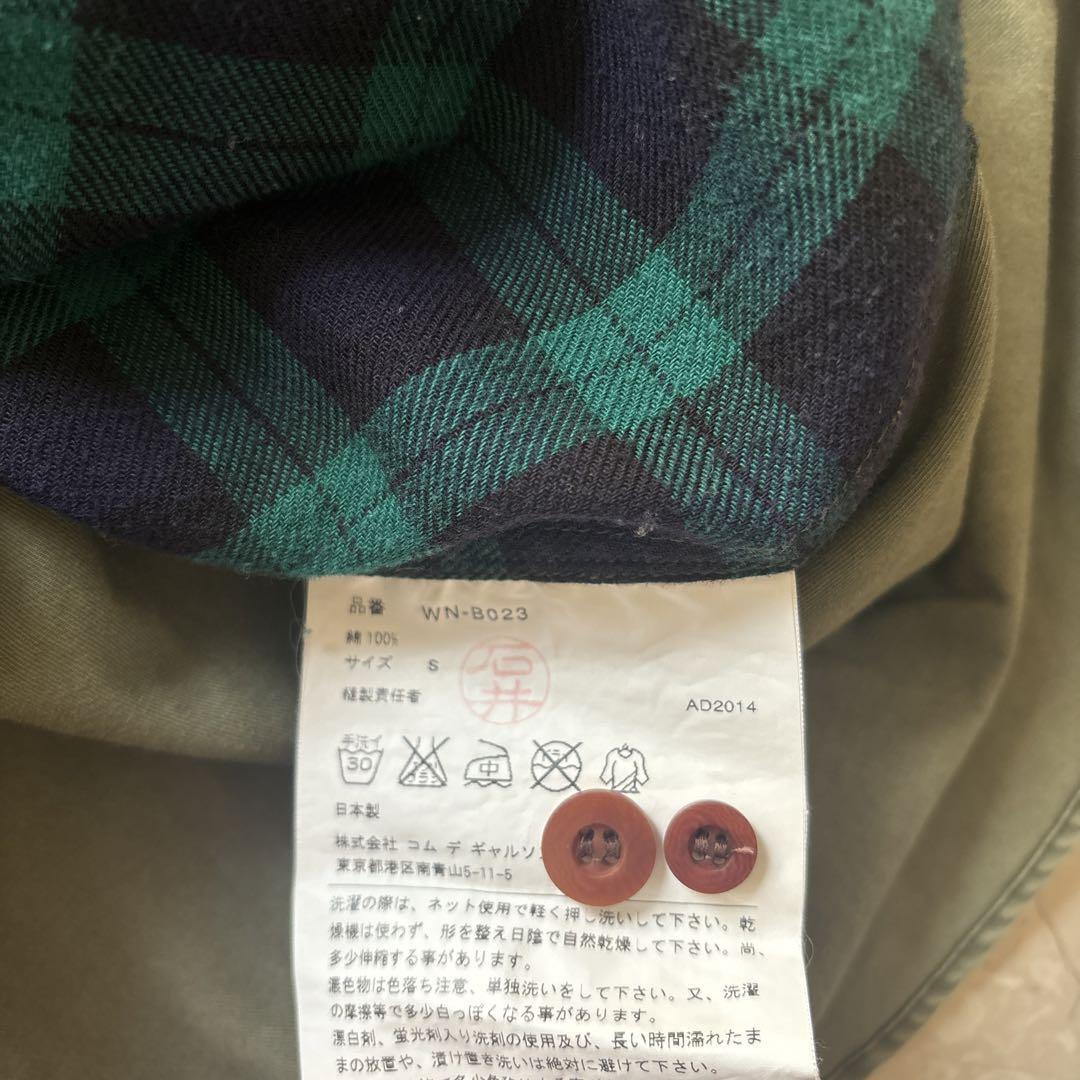 品番 WN-B023
綿100%
サイズ S
石井
縫製責任者
AD2014
手洗イ
30
中
日本製
株式会社 コム デ ギャルソ
東京都港区南青山5-11-5
洗濯の際は、ネット使用で軽く押し洗いして下さい。乾
燥機は使わず、形を整え日陰で自然乾燥して下さい。尚、
多少伸縮する事があります。
濃色物は色落ち注意、単独洗いをして下さい。又、洗濯
の摩擦等で多少白っぽくなる事があります。
漂白剤、蛍光剤入り洗剤の使用及び、長い時間濡れたま
まの放置や、漬け置き洗いは絶対に避けて下さい。